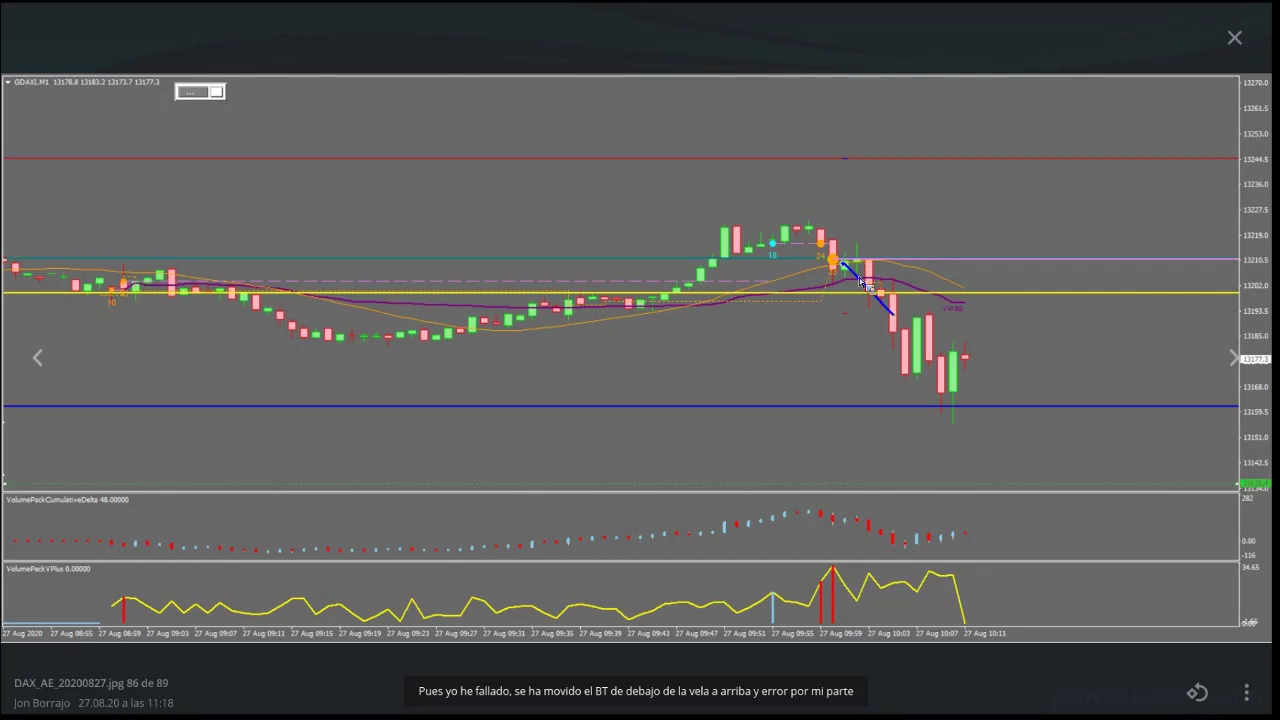 GDAXI,M1 13178.8 13183.2 13173.7 13177.3
...
13270.0
13261.5
13253.0
13244.5
13236.0
13227.5
13219.0
13210.5
13202.0
13193.5
13185.0
13177.3
13168.0
13159.5
13151.0
13142.5
13134.0
10
18
24
vwap
VolumePackCumulativeDelta 48.00000
282
0.00
-116
VolumePackVPlus 0.00000
34.65
27 Aug 2020
27 Aug 08:55
27 Aug 08:59
27 Aug 09:03
27 Aug 09:07
27 Aug 09:11
27 Aug 09:15
27 Aug 09:19
27 Aug 09:23
27 Aug 09:27
27 Aug 09:31
27 Aug 09:35
27 Aug 09:39
27 Aug 09:43
27 Aug 09:47
27 Aug 09:51
27 Aug 09:55
27 Aug 09:59
27 Aug 10:03
27 Aug 10:07
27 Aug 10:11
DAX_AE_20200827.jpg 86 de 89
Jon Borrajo 27.08.20 a las 11:18
Pues yo he fallado, se ha movido el BT de debajo de la vela a arriba y error por mi parte